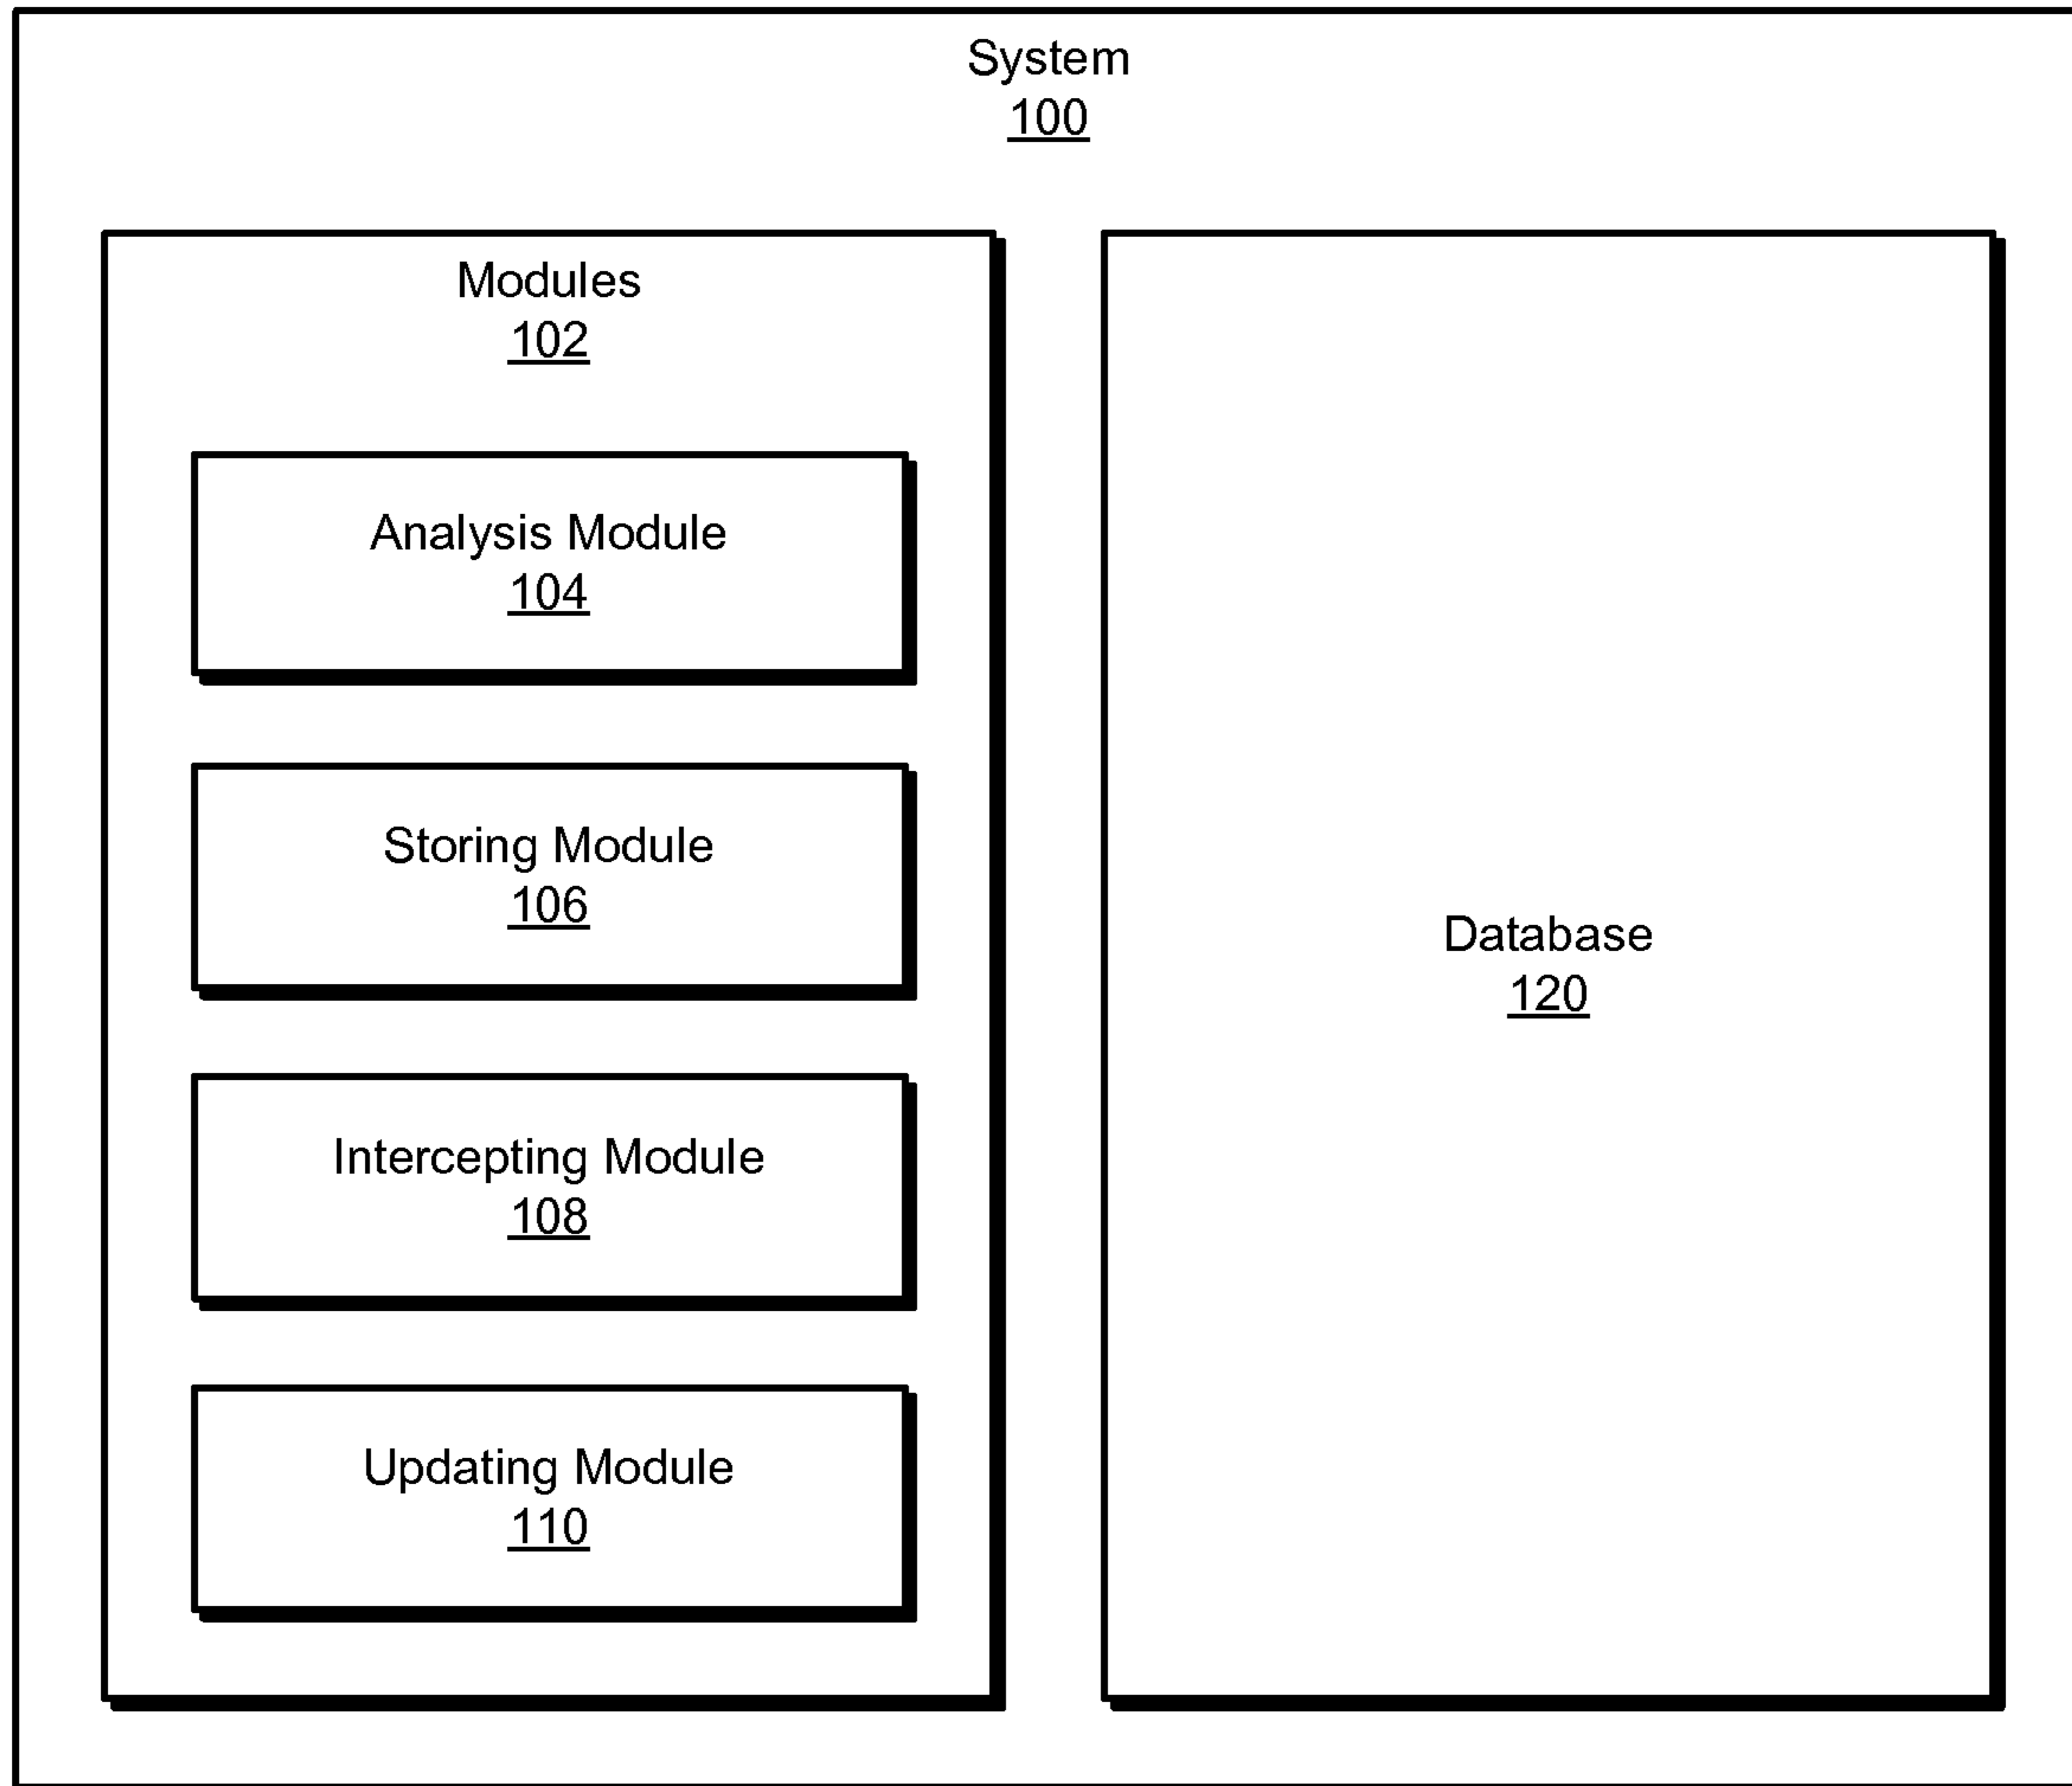 System
100
Modules
102
Analysis Module
104
Storing Module
106
Intercepting Module
108
Updating Module
110
Database
120